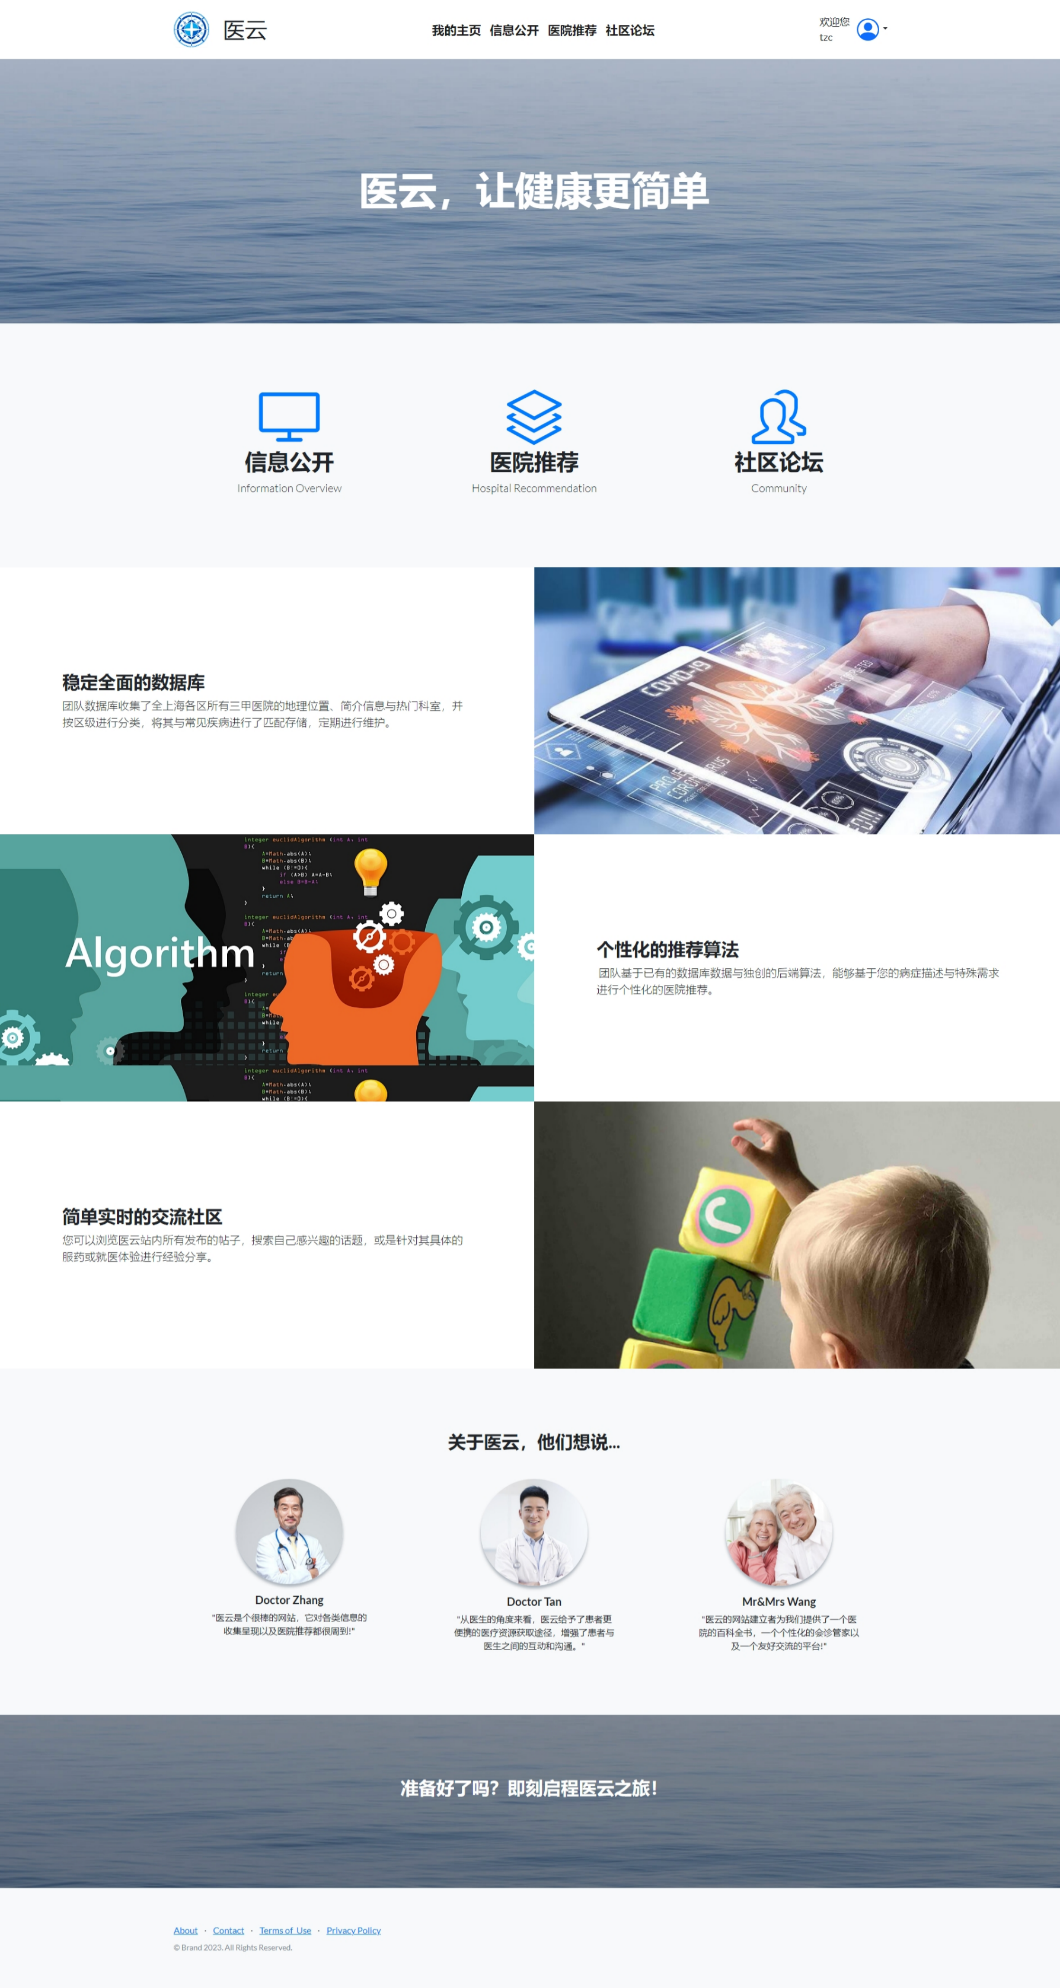 医云
我的主页 信息公开 医院推荐 社区论坛
欢迎您
tzc
医云，让健康更简单
信息公开
Information Overview
医院推荐
Hospital Recommendation
社区论坛
Community
稳定全面的数据库
团队数据库收集了全上海各区所有三甲医院的地理位置、简介信息与热门科室，并
按区级进行分类，将其与常见疾病进行了匹配存储，定期进行维护。
COVID-19
Algorithm
integer euclidAlgorithm (int A, int
B){
A=Math.abs(A);
B=Math.abs(B);
while (B!=0){
if (A>B) A=A-B;
else B=B-A;
}
return A;
}
个性化的推荐算法
团队基于已有的数据库数据与独创的后端算法，能够基于您的病症描述与特殊需求
进行个性化的医院推荐。
简单实时的交流社区
您可以浏览医云站内所有发布的帖子，搜索自己感兴趣的话题，或是针对其具体的
服药或就医体验进行经验分享。
关于医云，他们想说...
Doctor Zhang
"医云是个很棒的网站，它对各类信息的
收集呈现以及医院推荐都很周到!"
Doctor Tan
"从医生的角度来看，医云给予了患者更
便携的医疗资源获取途径，增强了患者与
医生之间的互动和沟通。"
Mr&Mrs Wang
"医云的网站建立者为我们提供了一个医
院的百科全书，一个个性化的会诊管家以
及一个友好交流的平台!"
准备好了吗？即刻启程医云之旅！
About · Contact · Terms of Use · Privacy Policy
© Brand 2023. All Rights Reserved.